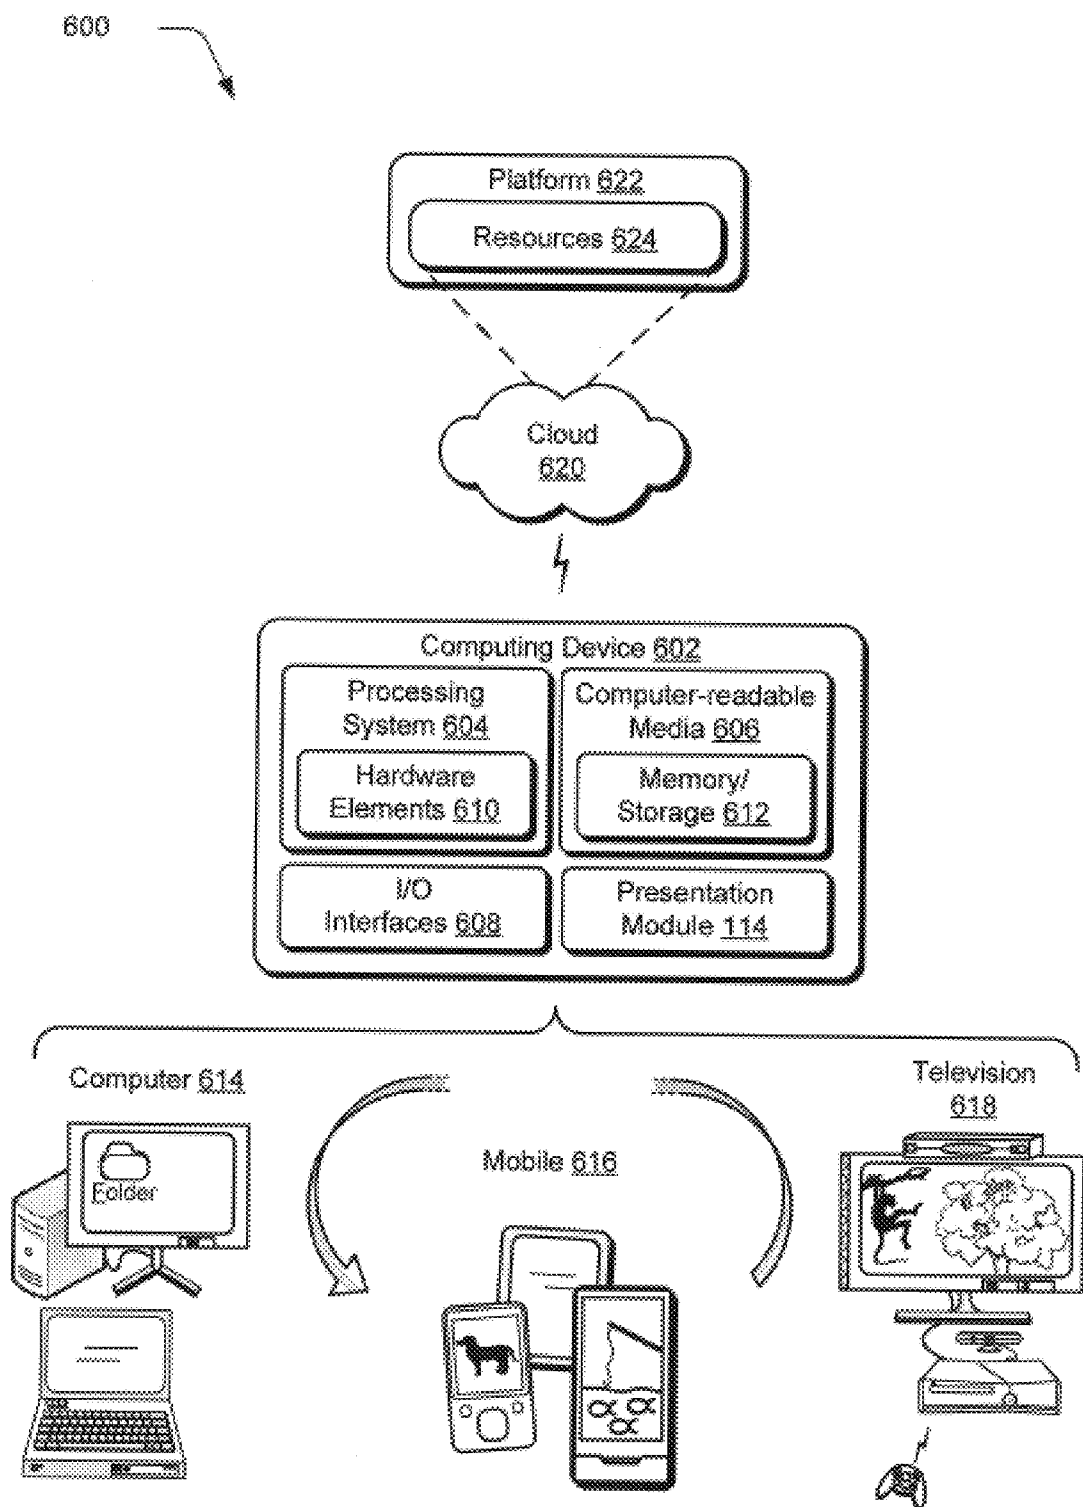 600
Platform 622
Resources 624
Cloud
620
Computing Device 602
Processing
System 604
Hardware
Elements 610
Computer-readable
Media 606
Memory/
Storage 612
I/O
Interfaces 608
Presentation
Module 114
Computer 614
Folder
Mobile 616
Television
618